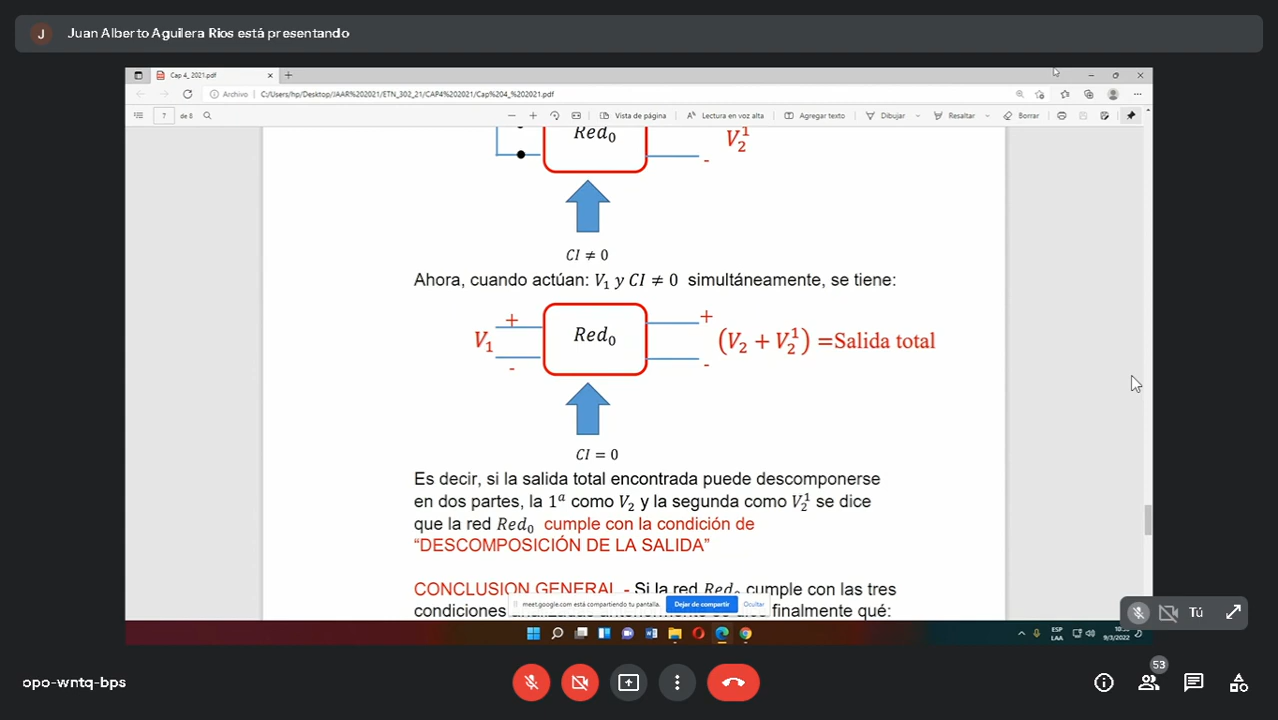 J Juan Alberto Aguilera Rios está presentando
Cap 4_ 2021.pdf
Archivo C:/Users/hp/Desktop/JAAR%202021/ETN_302_21/CAP4%202021/Cap%204_%202021.pdf
7 de 8 Vista de página Lectura en voz alta Agregar texto Dibujar Resaltar Borrar
Red₀ V₂¹
-
CI ≠ 0
Ahora, cuando actúan: V₁ y CI ≠ 0 simultáneamente, se tiene:
+ +
V₁ Red₀ (V₂ + V₂¹) =Salida total
- -
CI = 0
Es decir, si la salida total encontrada puede descomponerse
en dos partes, la 1ª como V₂ y la segunda como V₂¹ se dice
que la red Red₀ cumple con la condición de
“DESCOMPOSICIÓN DE LA SALIDA”
CONCLUSION GENERAL.- Si la red Red₀ cumple con las tres
meet.google.com está compartiendo tu pantalla. Dejar de compartir Ocultar
condiciones finalmente qué:
Tú
ESP
LAA 9/3/2022
opo-wntq-bps
53